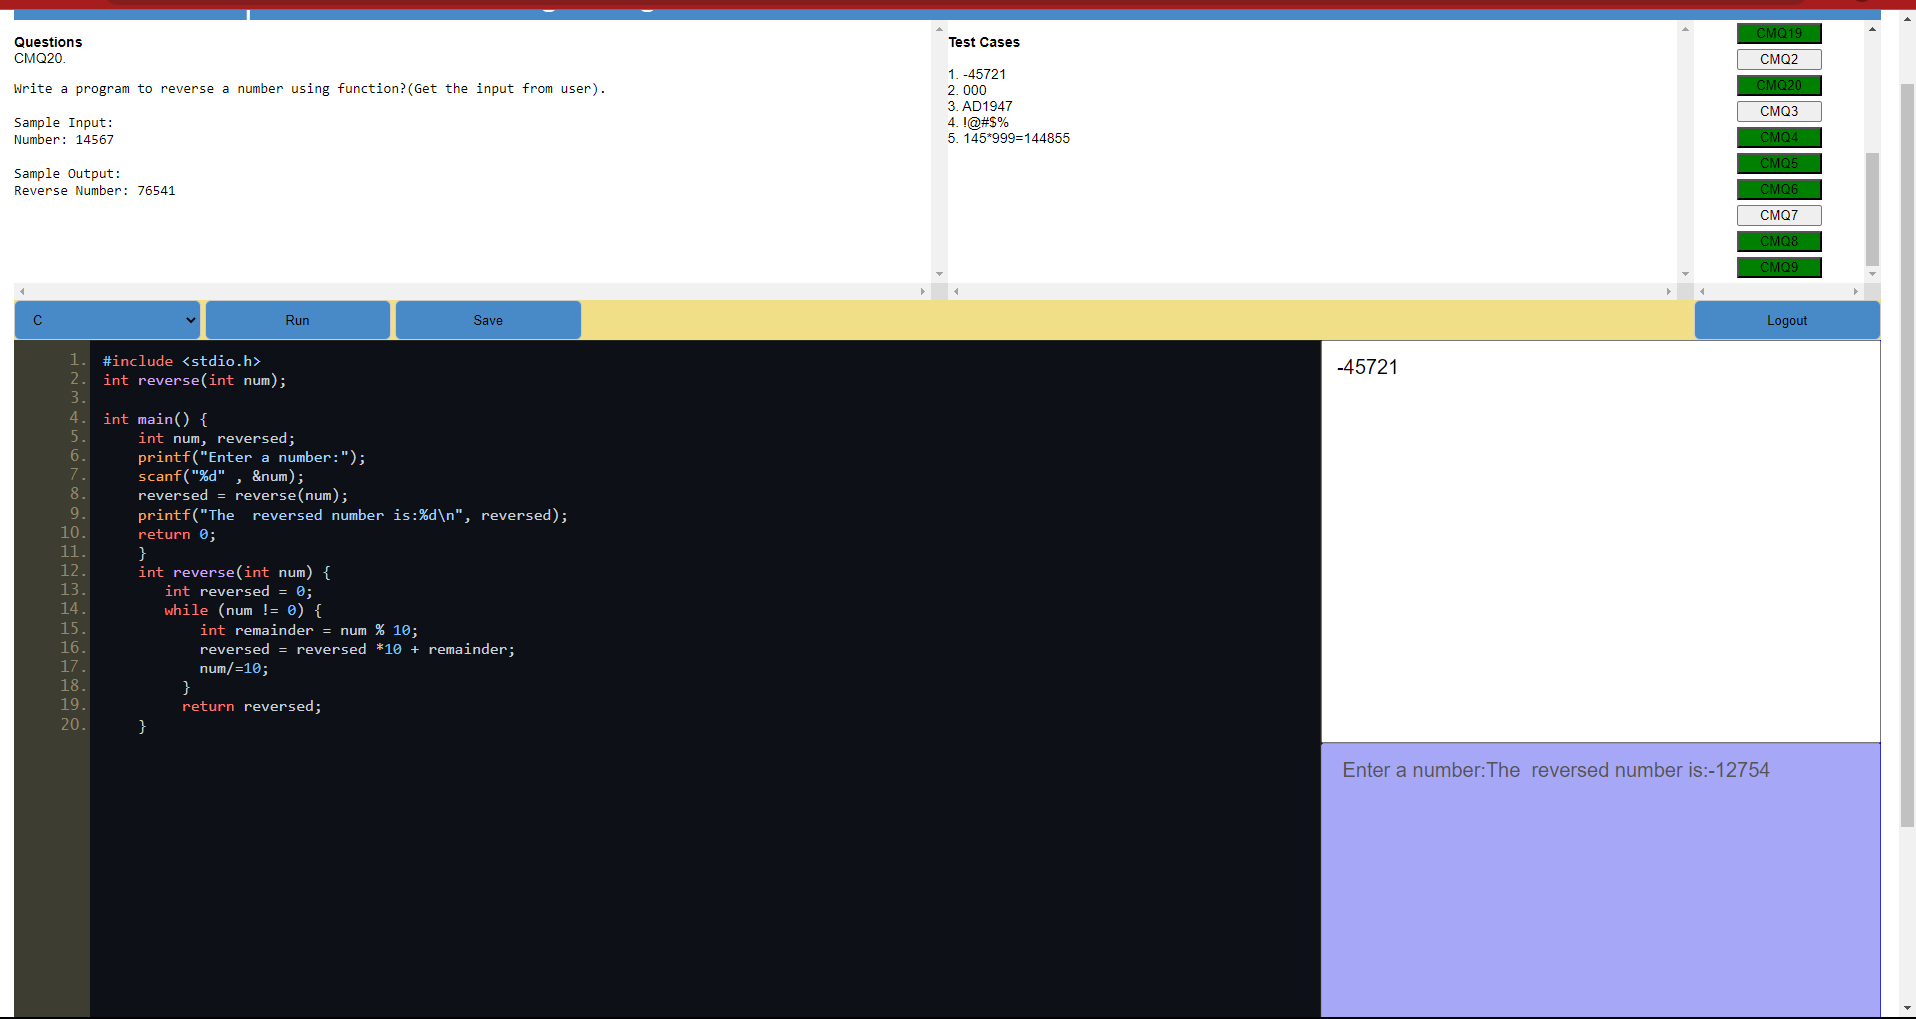 Questions
CMQ20.
Write a program to reverse a number using function?(Get the input from user).
Sample Input:
Number: 14567
Sample Output:
Reverse Number: 76541
Test Cases
1. -45721
2. 000
3. AD1947
4. !@#$%
5. 145*999=144855
CMQ19
CMQ2
CMQ20
CMQ3
CMQ4
CMQ5
CMQ6
CMQ7
CMQ8
CMQ9
C
Run
Save
Logout
1. #include <stdio.h>
2. int reverse(int num);
3.
4. int main() {
5.     int num, reversed;
6.     printf("Enter a number:");
7.     scanf("%d" , &num);
8.     reversed = reverse(num);
9.     printf("The  reversed number is:%d\n", reversed);
10.     return 0;
11.     }
12.     int reverse(int num) {
13.        int reversed = 0;
14.        while (num != 0) {
15.            int remainder = num % 10;
16.            reversed = reversed *10 + remainder;
17.            num/=10;
18.          }
19.          return reversed;
20.     }
-45721
Enter a number:The  reversed number is:-12754